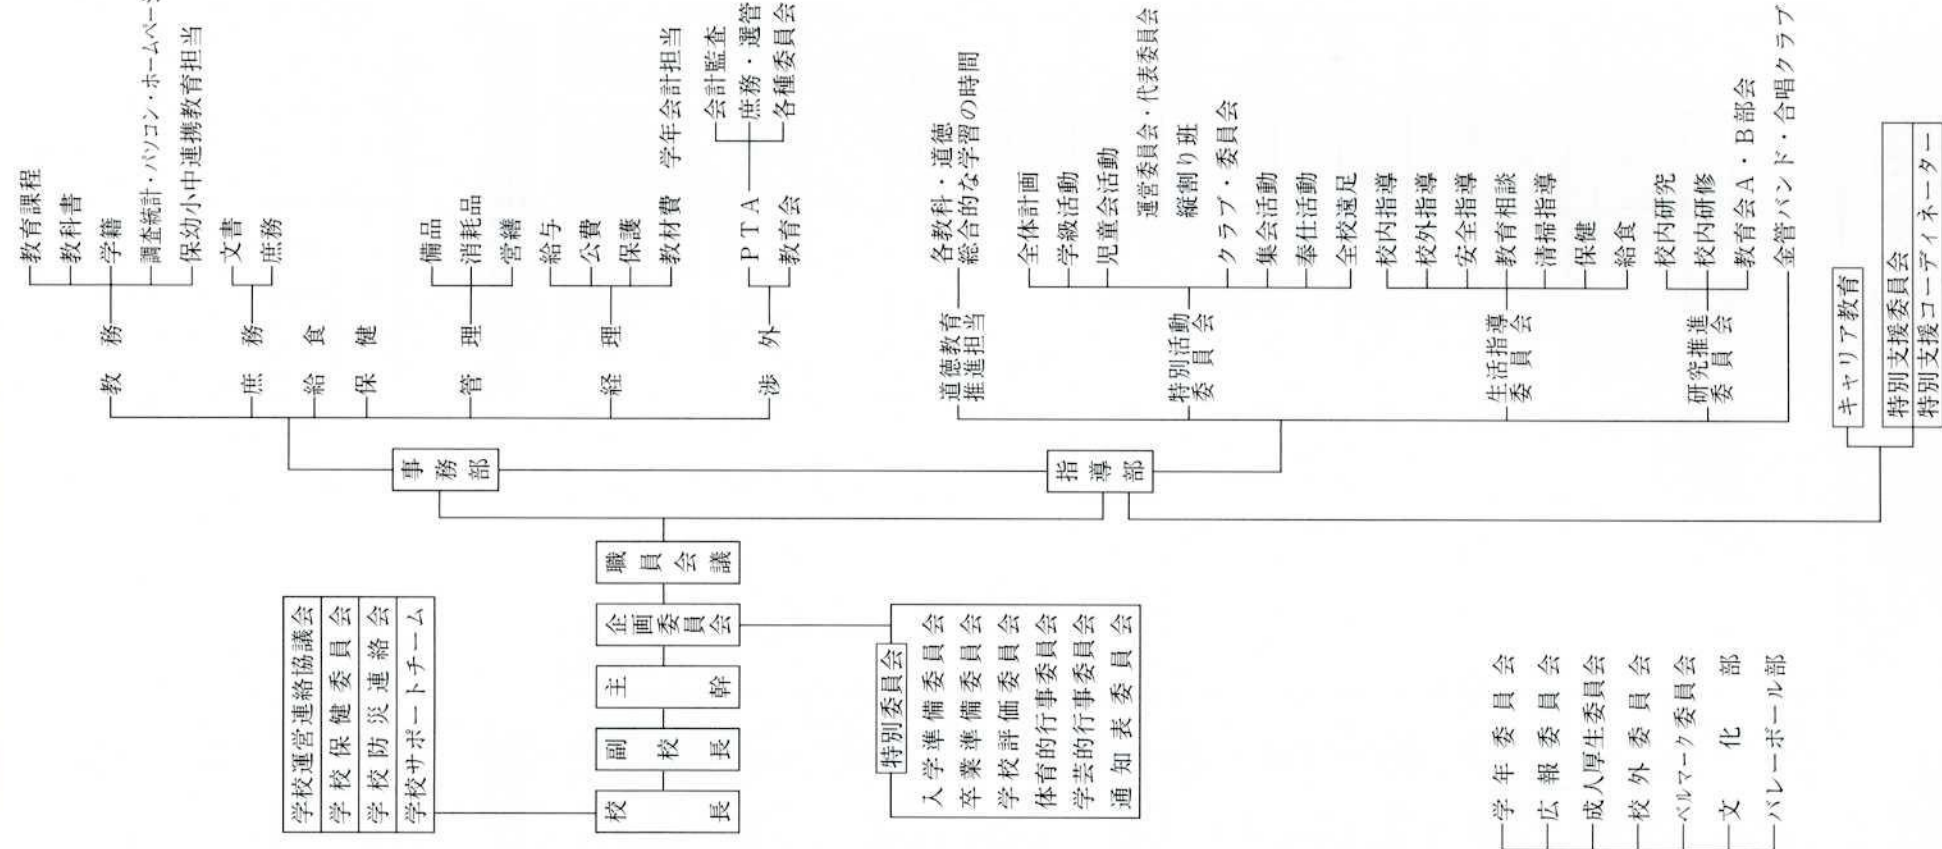 学校運営連絡協議会
学校保健委員会
学校防災連絡会
学校サポートチーム
校長
副校長
主幹
企画委員会
職員会議
特別委員会
入学準備委員会
卒業準備委員会
学校評価委員会
体育的行事委員会
学芸的行事委員会
通知表委員会
事務部
教務
教育課程
教科書
学籍
調査統計・パソコン・ホームページ
保幼小中連携教育担当
庶務
文書
庶務
給食
保健
管理
備品
消耗品
営繕
経理
給与
公費
保護
教材費 学年会計担当
渉外
PTA
会計監査
庶務・選管
各種委員会
教育会
指導部
道徳教育
推進担当
各教科・道徳
総合的な学習の時間
特別活動
委員会
全体計画
学級活動
児童会活動
運営委員会・代表委員会
縦割り班
クラブ・委員会
集会活動
奉仕活動
全校遠足
生活指導
委員会
校内指導
校外指導
安全指導
教育相談
清掃指導
保健
給食
研究推進
委員会
校内研究
校内研修
教育会A・B部会
金管バンド・合唱クラブ
キャリア教育
特別支援委員会
特別支援コーディネーター
学年委員会
広報委員会
成人厚生委員会
校外委員会
ベルマーク委員会
文化部
バレーボール部